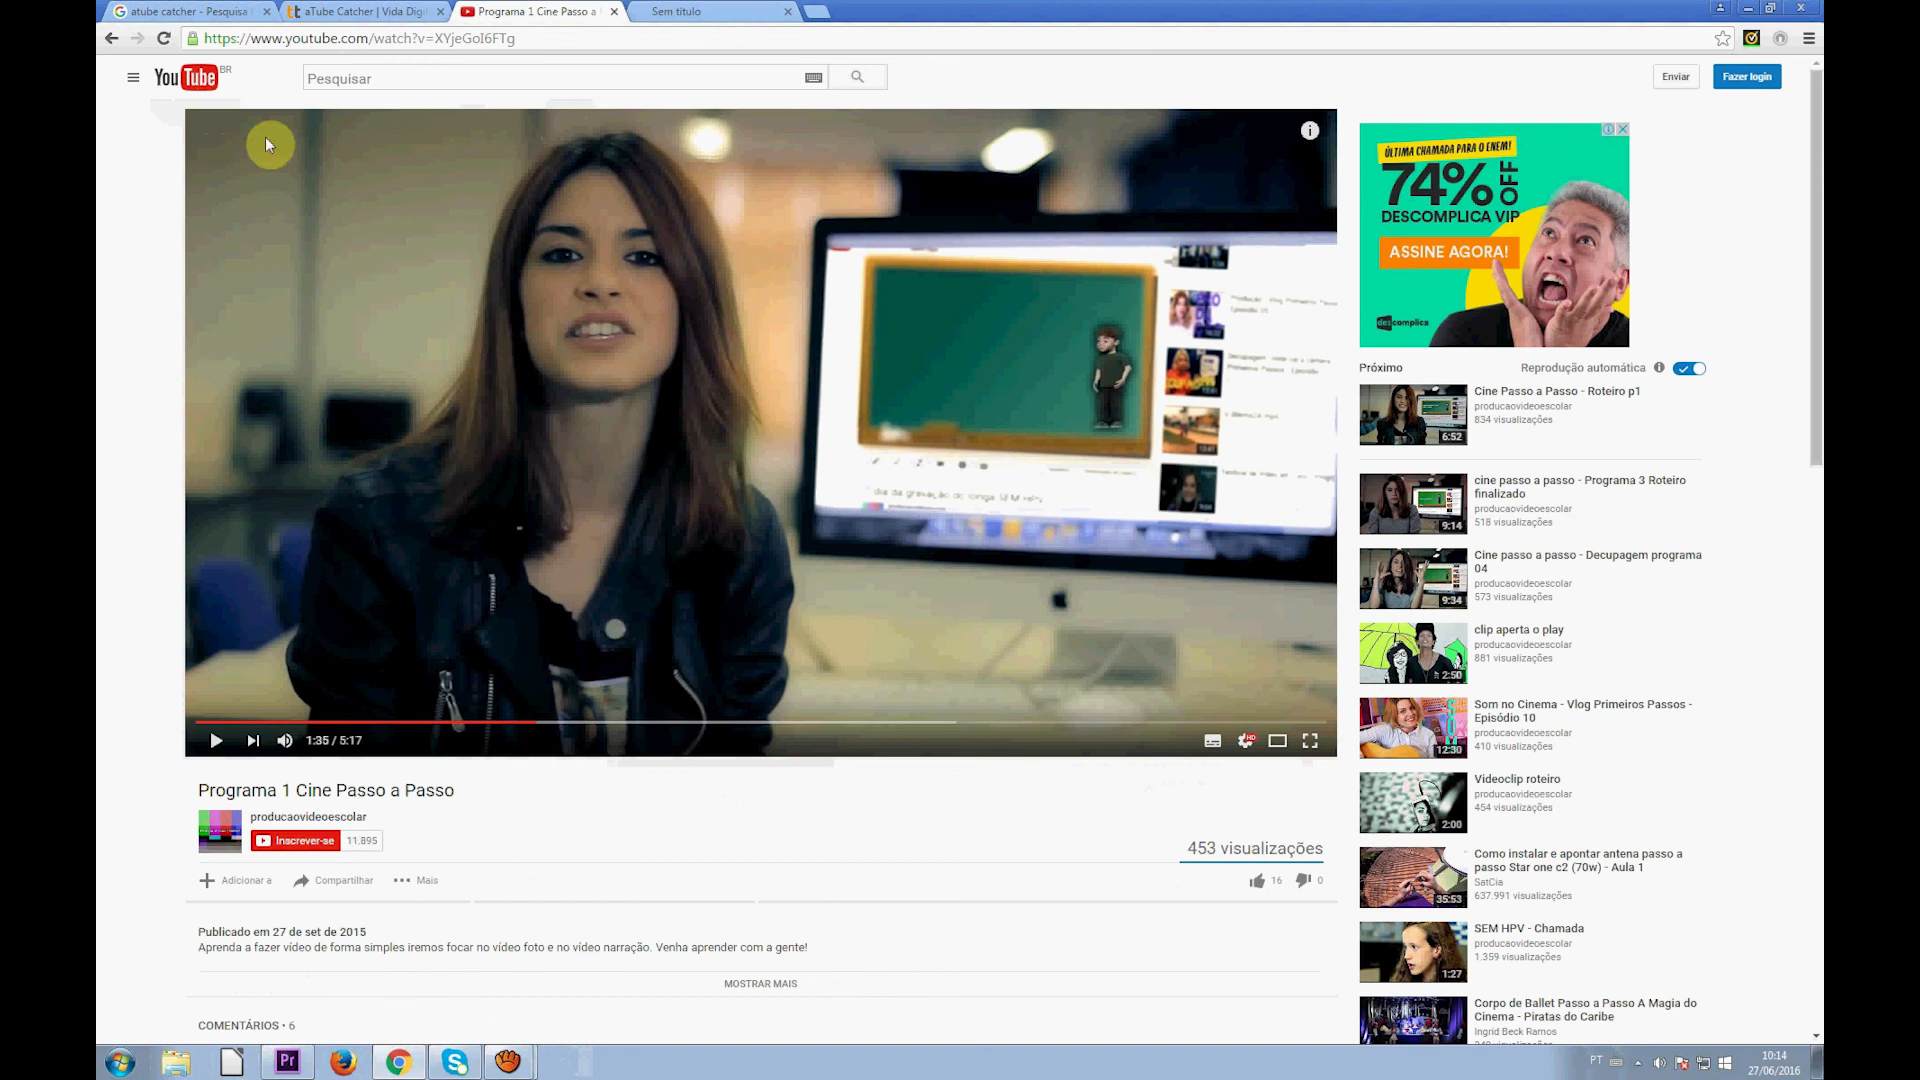 atube catcher - Pesquisa
aTube Catcher | Vida Digi
Programa 1 Cine Passo a
Sem título
https://www.youtube.com/watch?v=XYjeGoI6FTg
YouTube BR
Pesquisar
Enviar
Fazer login
ÚLTIMA CHAMADA PARA O ENEM!
74% OFF
DESCOMPLICA VIP
ASSINE AGORA!
descomplica
Próximo
Reprodução automática
Cine Passo a Passo - Roteiro p1
producaovideoescolar
834 visualizações
6:52
cine passo a passo - Programa 3 Roteiro
finalizado
producaovideoescolar
518 visualizações
9:14
Cine passo a passo - Decupagem programa
04
producaovideoescolar
573 visualizações
9:34
clip aperta o play
producaovideoescolar
881 visualizações
2:50
Som no Cinema - Vlog Primeiros Passos -
Episódio 10
producaovideoescolar
410 visualizações
12:30
Videoclip roteiro
producaovideoescolar
454 visualizações
2:00
Como instalar e apontar antena passo a
passo Star one c2 (70w) - Aula 1
SatCia
637.991 visualizações
35:53
SEM HPV - Chamada
producaovideoescolar
1.359 visualizações
1:27
Corpo de Ballet Passo a Passo A Magia do
Cinema - Piratas do Caribe
Ingrid Beck Ramos
1:35 / 5:17
HD
Programa 1 Cine Passo a Passo
producaovideoescolar
Inscrever-se 11.895
453 visualizações
Adicionar a Compartilhar Mais
16 0
Publicado em 27 de set de 2015
Aprenda a fazer vídeo de forma simples iremos focar no vídeo foto e no vídeo narração. Venha aprender com a gente!
MOSTRAR MAIS
COMENTÁRIOS • 6
Pr
PT
10:14
27/06/2016